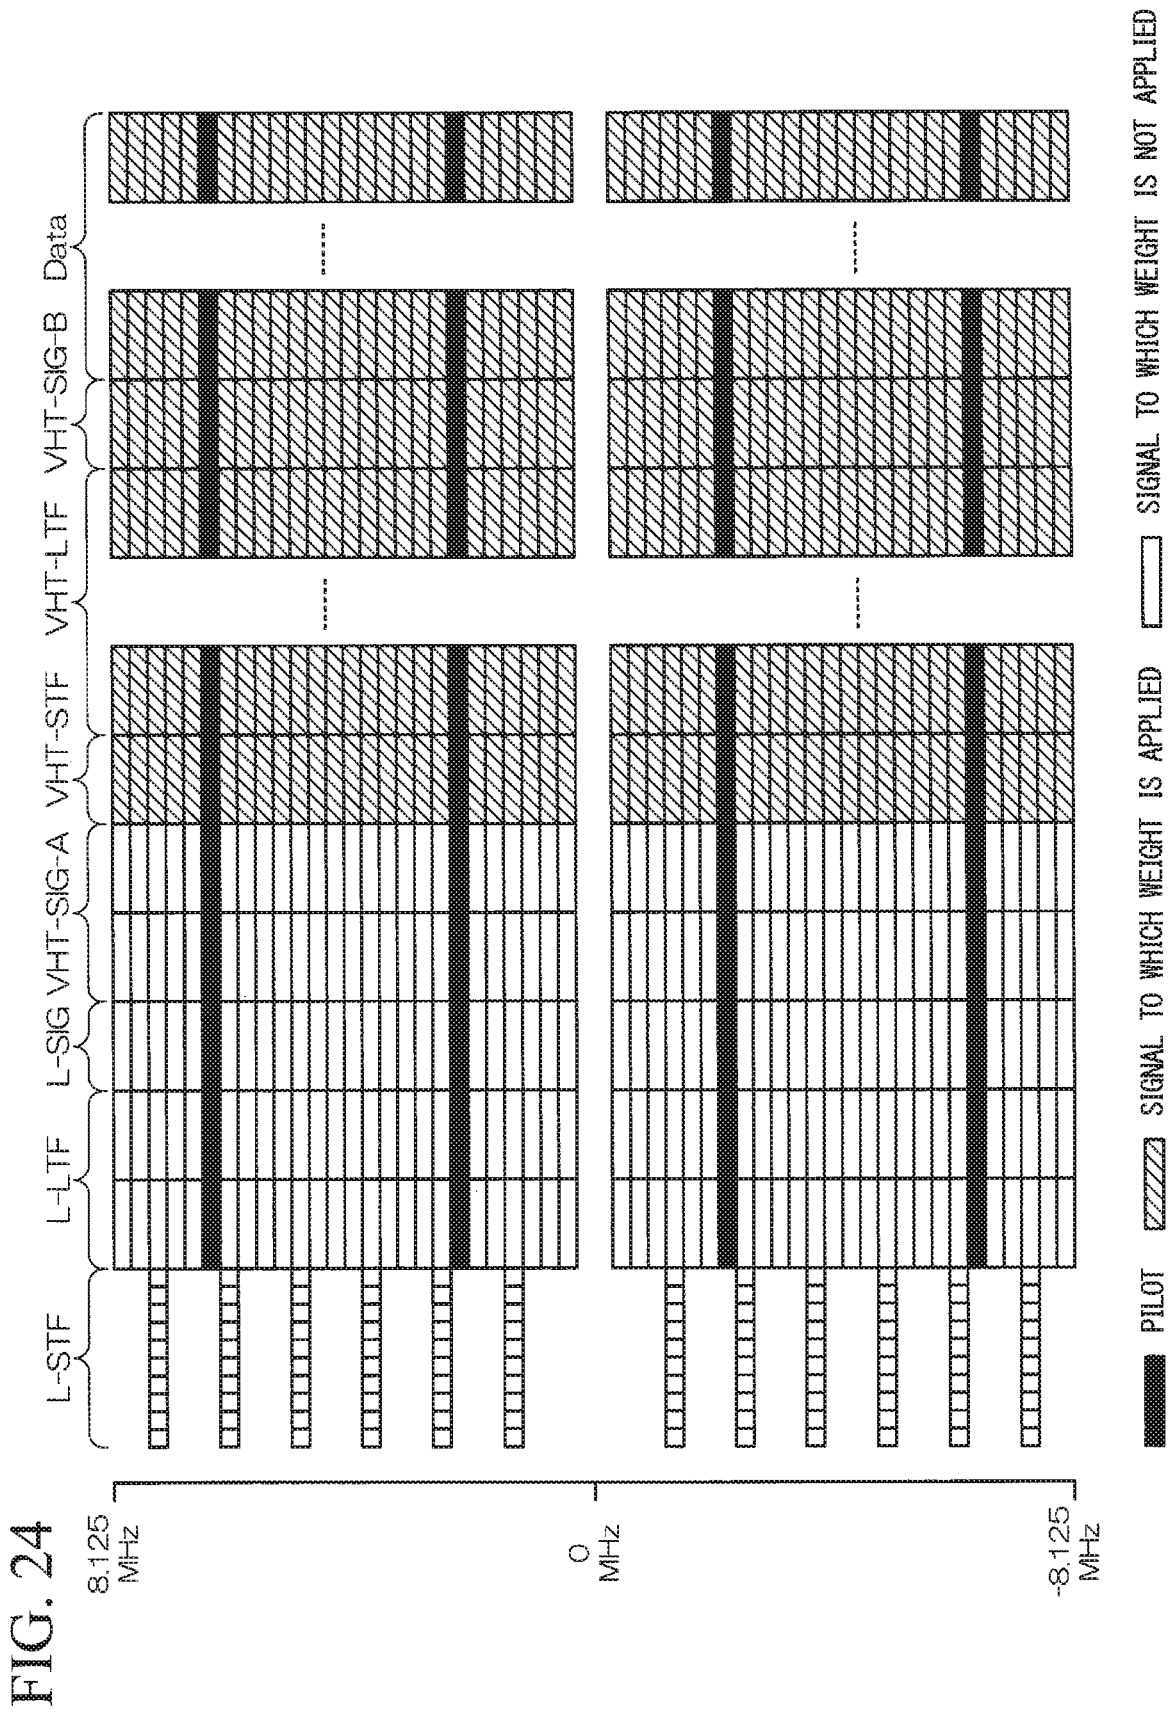 FIG. 24
L-STF
L-LTF
L-SIG
VHT-SIG-A
VHT-STF
VHT-LTF
VHT-SIG-B
Data
8.125
MHz
0
MHz
-8.125
MHz
PILOT
SIGNAL TO WHICH WEIGHT IS APPLIED
SIGNAL TO WHICH WEIGHT IS NOT APPLIED